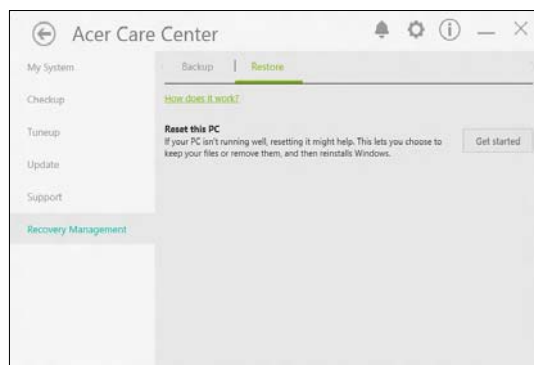 Acer Care Center
My System
Checkup
Tuneup
Update
Support
Recovery Management
Backup
Restore
How does it work?
Reset this PC
If your PC isn't running well, resetting it might help. This lets you choose to
keep your files or remove them, and then reinstalls Windows.
Get started